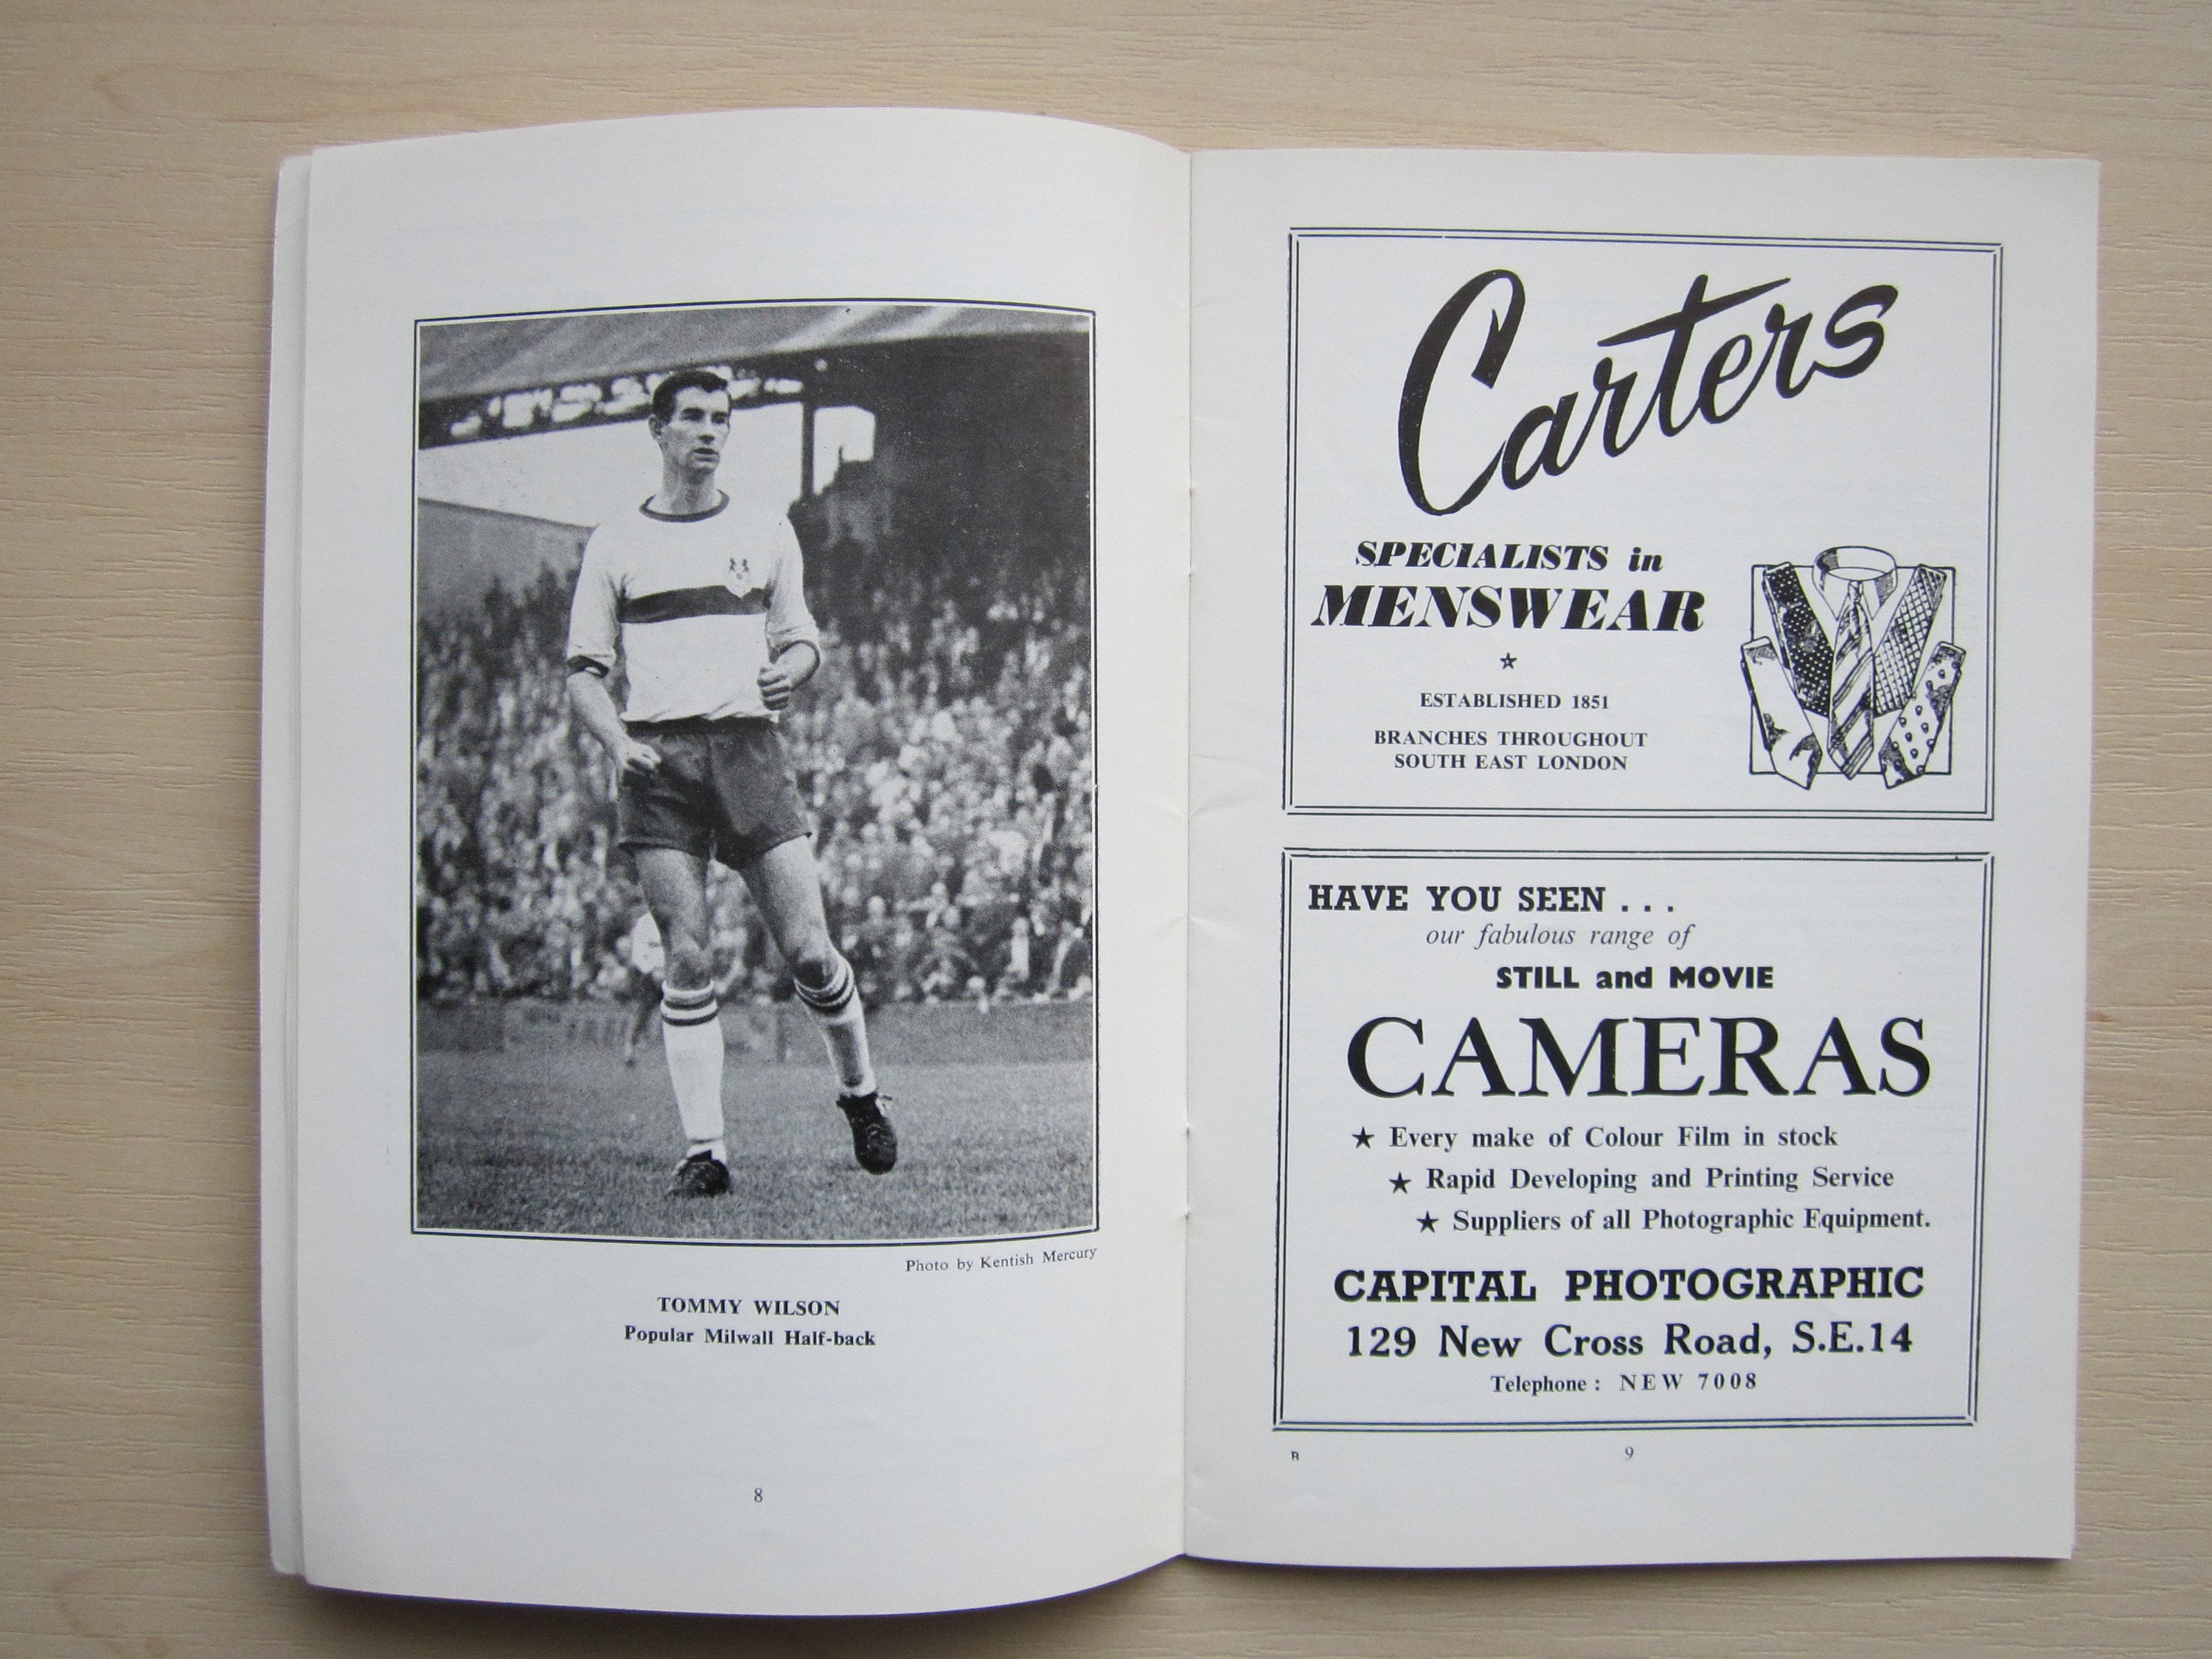 Photo by Kentish Mercury
TOMMY WILSON
Popular Milwall Half-back
8
Carters
SPECIALISTS in
MENSWEAR
ESTABLISHED 1851
BRANCHES THROUGHOUT
SOUTH EAST LONDON
HAVE YOU SEEN . . .
our fabulous range of
STILL and MOVIE
CAMERAS
★ Every make of Colour Film in stock
★ Rapid Developing and Printing Service
★ Suppliers of all Photographic Equipment.
CAPITAL PHOTOGRAPHIC
129 New Cross Road, S.E.14
Telephone : NEW 7008
B
9